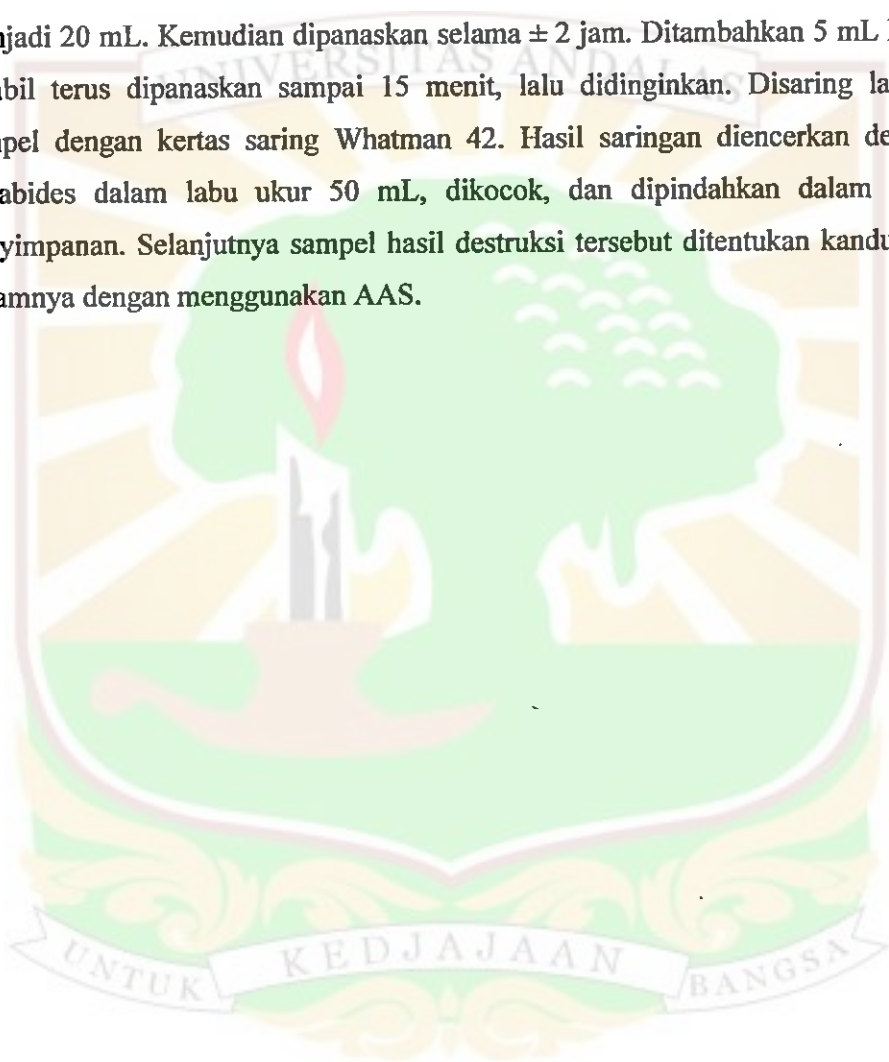 njadi 20 mL. Kemudian dipanaskan selama ± 2 jam. Ditambahkan 5 mL
bil terus dipanaskan sampai 15 menit, lalu didinginkan. Disaring la
pel dengan kertas saring Whatman 42. Hasil saringan diencerkan de
abides dalam labu ukur 50 mL, dikocok, dan dipindahkan dalam
yimpanan. Selanjutnya sampel hasil destruksi tersebut ditentukan kandu
amnya dengan menggunakan AAS.
UNIVERSITAS ANDALAS
UNTUK KEDJAJAAN BANGSA